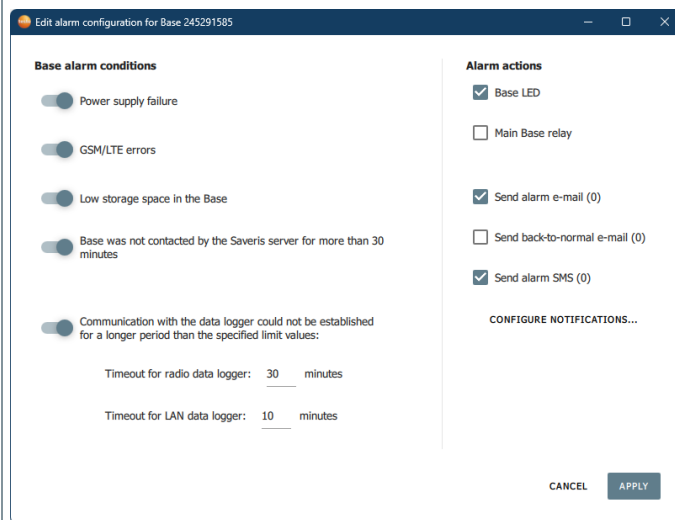 Edit alarm configuration for Base 245291585
Base alarm conditions
Power supply failure
GSM/LTE errors
Low storage space in the Base
Base was not contacted by the Saveris server for more than 30
minutes
Communication with the data logger could not be established
for a longer period than the specified limit values:
Timeout for radio data logger: 30 minutes
Timeout for LAN data logger: 10 minutes
Alarm actions
Base LED
Main Base relay
Send alarm e-mail (0)
Send back-to-normal e-mail (0)
Send alarm SMS (0)
CONFIGURE NOTIFICATIONS...
CANCEL
APPLY